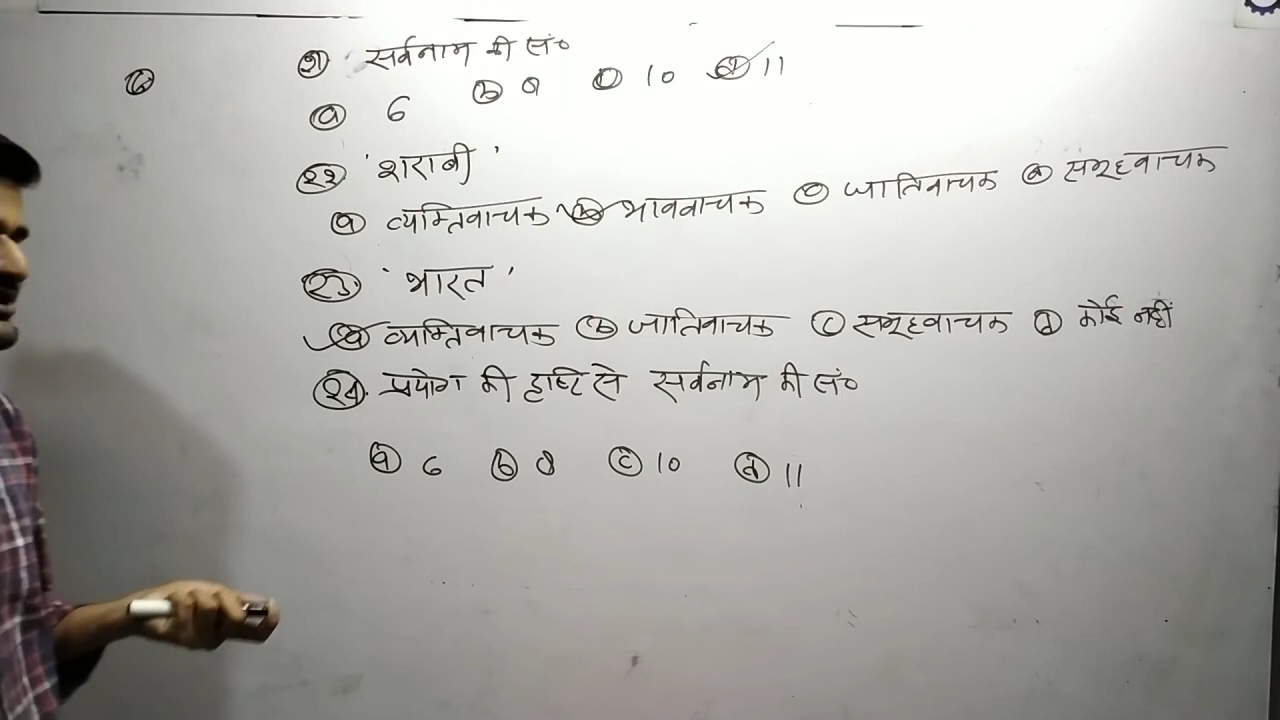 सर्वनाम की सं०
(a) 6 (b) 9 (c) 10 (d) 11
(22) 'शराबी'
(a) व्यक्तिवाचक (b) भाववाचक (c) जातिवाचक (d) समूहवाचक
(23) 'भारत'
(a) व्यक्तिवाचक (b) जातिवाचक (c) समूहवाचक (d) कोई नहीं
(24) प्रयोग की दृष्टि से सर्वनाम की सं०
(a) 6 (b) 8 (c) 10 (d) 11